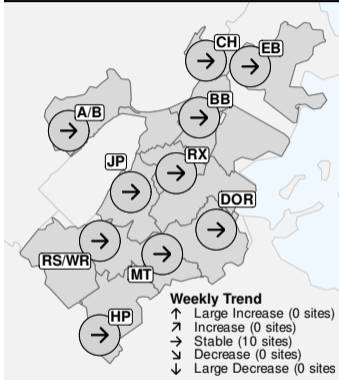 CH
EB
BB
A/B
RX
JP
DOR
RS/WR
MT
HP
Weekly Trend
↑ Large Increase (0 sites)
↗ Increase (0 sites)
→ Stable (10 sites)
↘ Decrease (0 sites)
↓ Large Decrease (0 sites